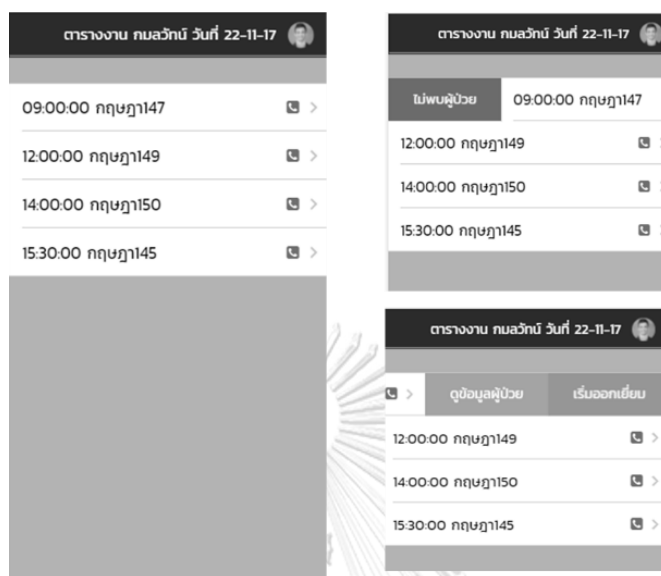 ตารางงาน กมลวัทน์ วันที่ 22-11-17
09:00:00 กฤษฎา147
12:00:00 กฤษฎา149
14:00:00 กฤษฎา150
15:30:00 กฤษฎา145
ตารางงาน กมลวัทน์ วันที่ 22-11-17
ไม่พบผู้ป่วย 09:00:00 กฤษฎา147
12:00:00 กฤษฎา149
14:00:00 กฤษฎา150
15:30:00 กฤษฎา145
ตารางงาน กมลวัทน์ วันที่ 22-11-17
ดูข้อมูลผู้ป่วย เริ่มออกเยี่ยม
12:00:00 กฤษฎา149
14:00:00 กฤษฎา150
15:30:00 กฤษฎา145